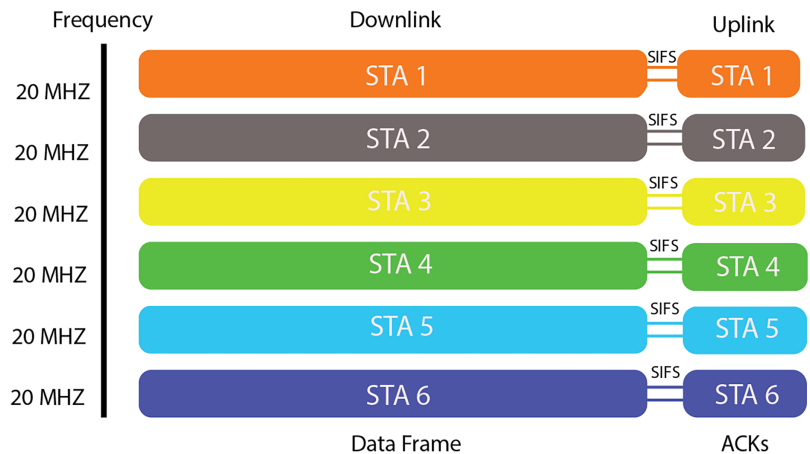 Frequency Downlink Uplink
20 MHZ STA 1 SIFS STA 1
20 MHZ STA 2 SIFS STA 2
20 MHZ STA 3 SIFS STA 3
20 MHZ STA 4 SIFS STA 4
20 MHZ STA 5 SIFS STA 5
20 MHZ STA 6 SIFS STA 6
Data Frame ACKs